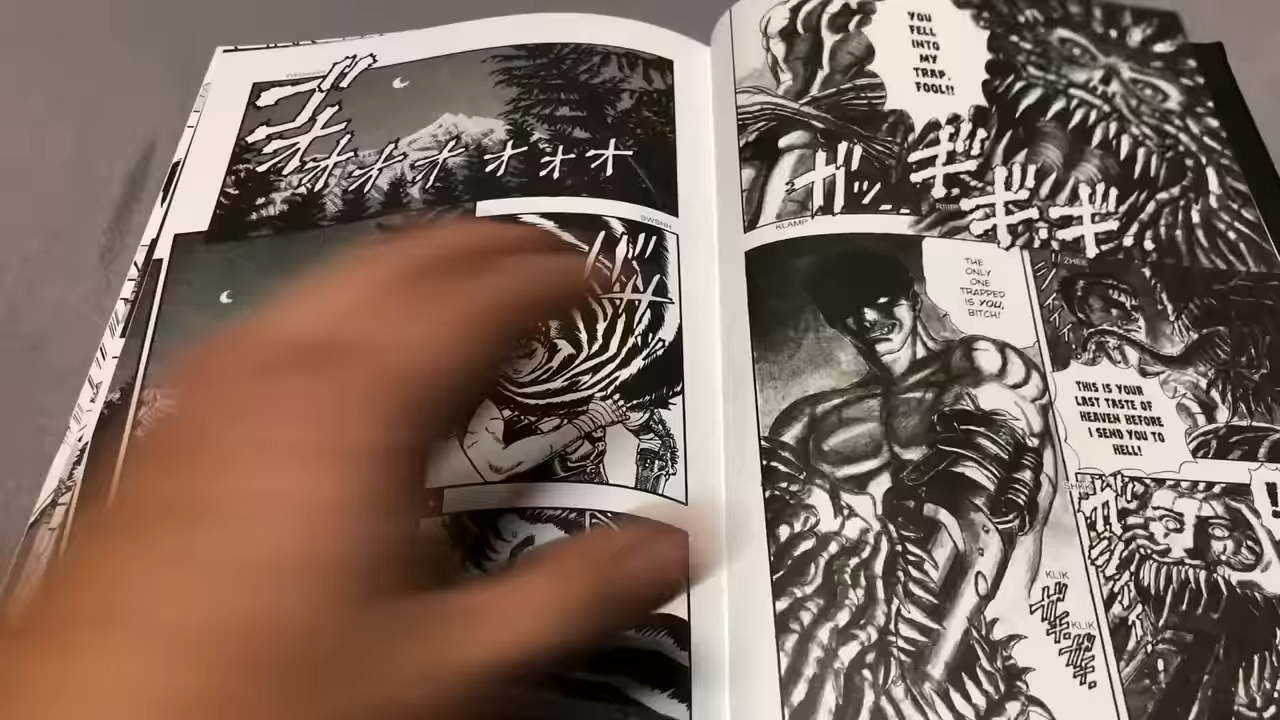 YOU
FELL
INTO
MY
TRAP,
FOOL!!
ガッ
ギギギ
KLAMP
THE
ONLY
ONE
TRAPPED
IS YOU,
BITCH!
THIS IS YOUR
LAST TASTE OF
HEAVEN BEFORE
I SEND YOU TO
HELL!
KLIK
KLIK
ゴオオオオオオオ
SWSHH